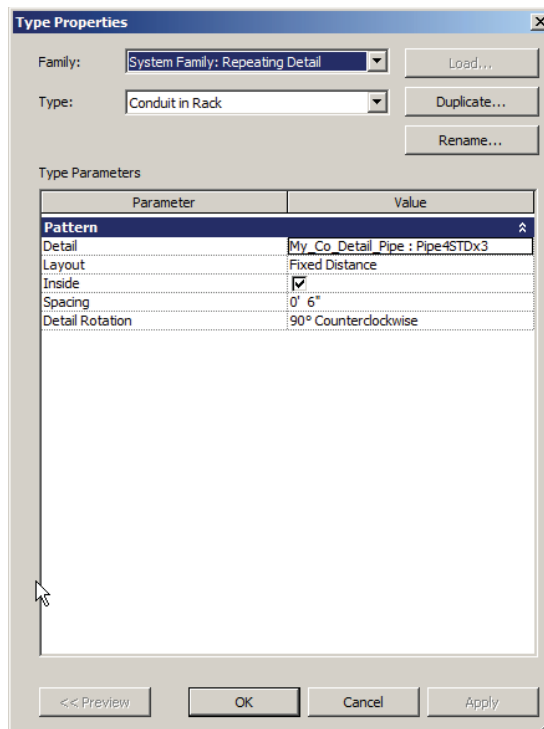 Type Properties
Family: System Family: Repeating Detail Load...
Type: Conduit in Rack Duplicate...
Rename...
Type Parameters
Parameter Value
Pattern
Detail My_Co_Detail_Pipe : Pipe4STDx3
Layout Fixed Distance
Inside
Spacing 0' 6"
Detail Rotation 90° Counterclockwise
<< Preview OK Cancel Apply